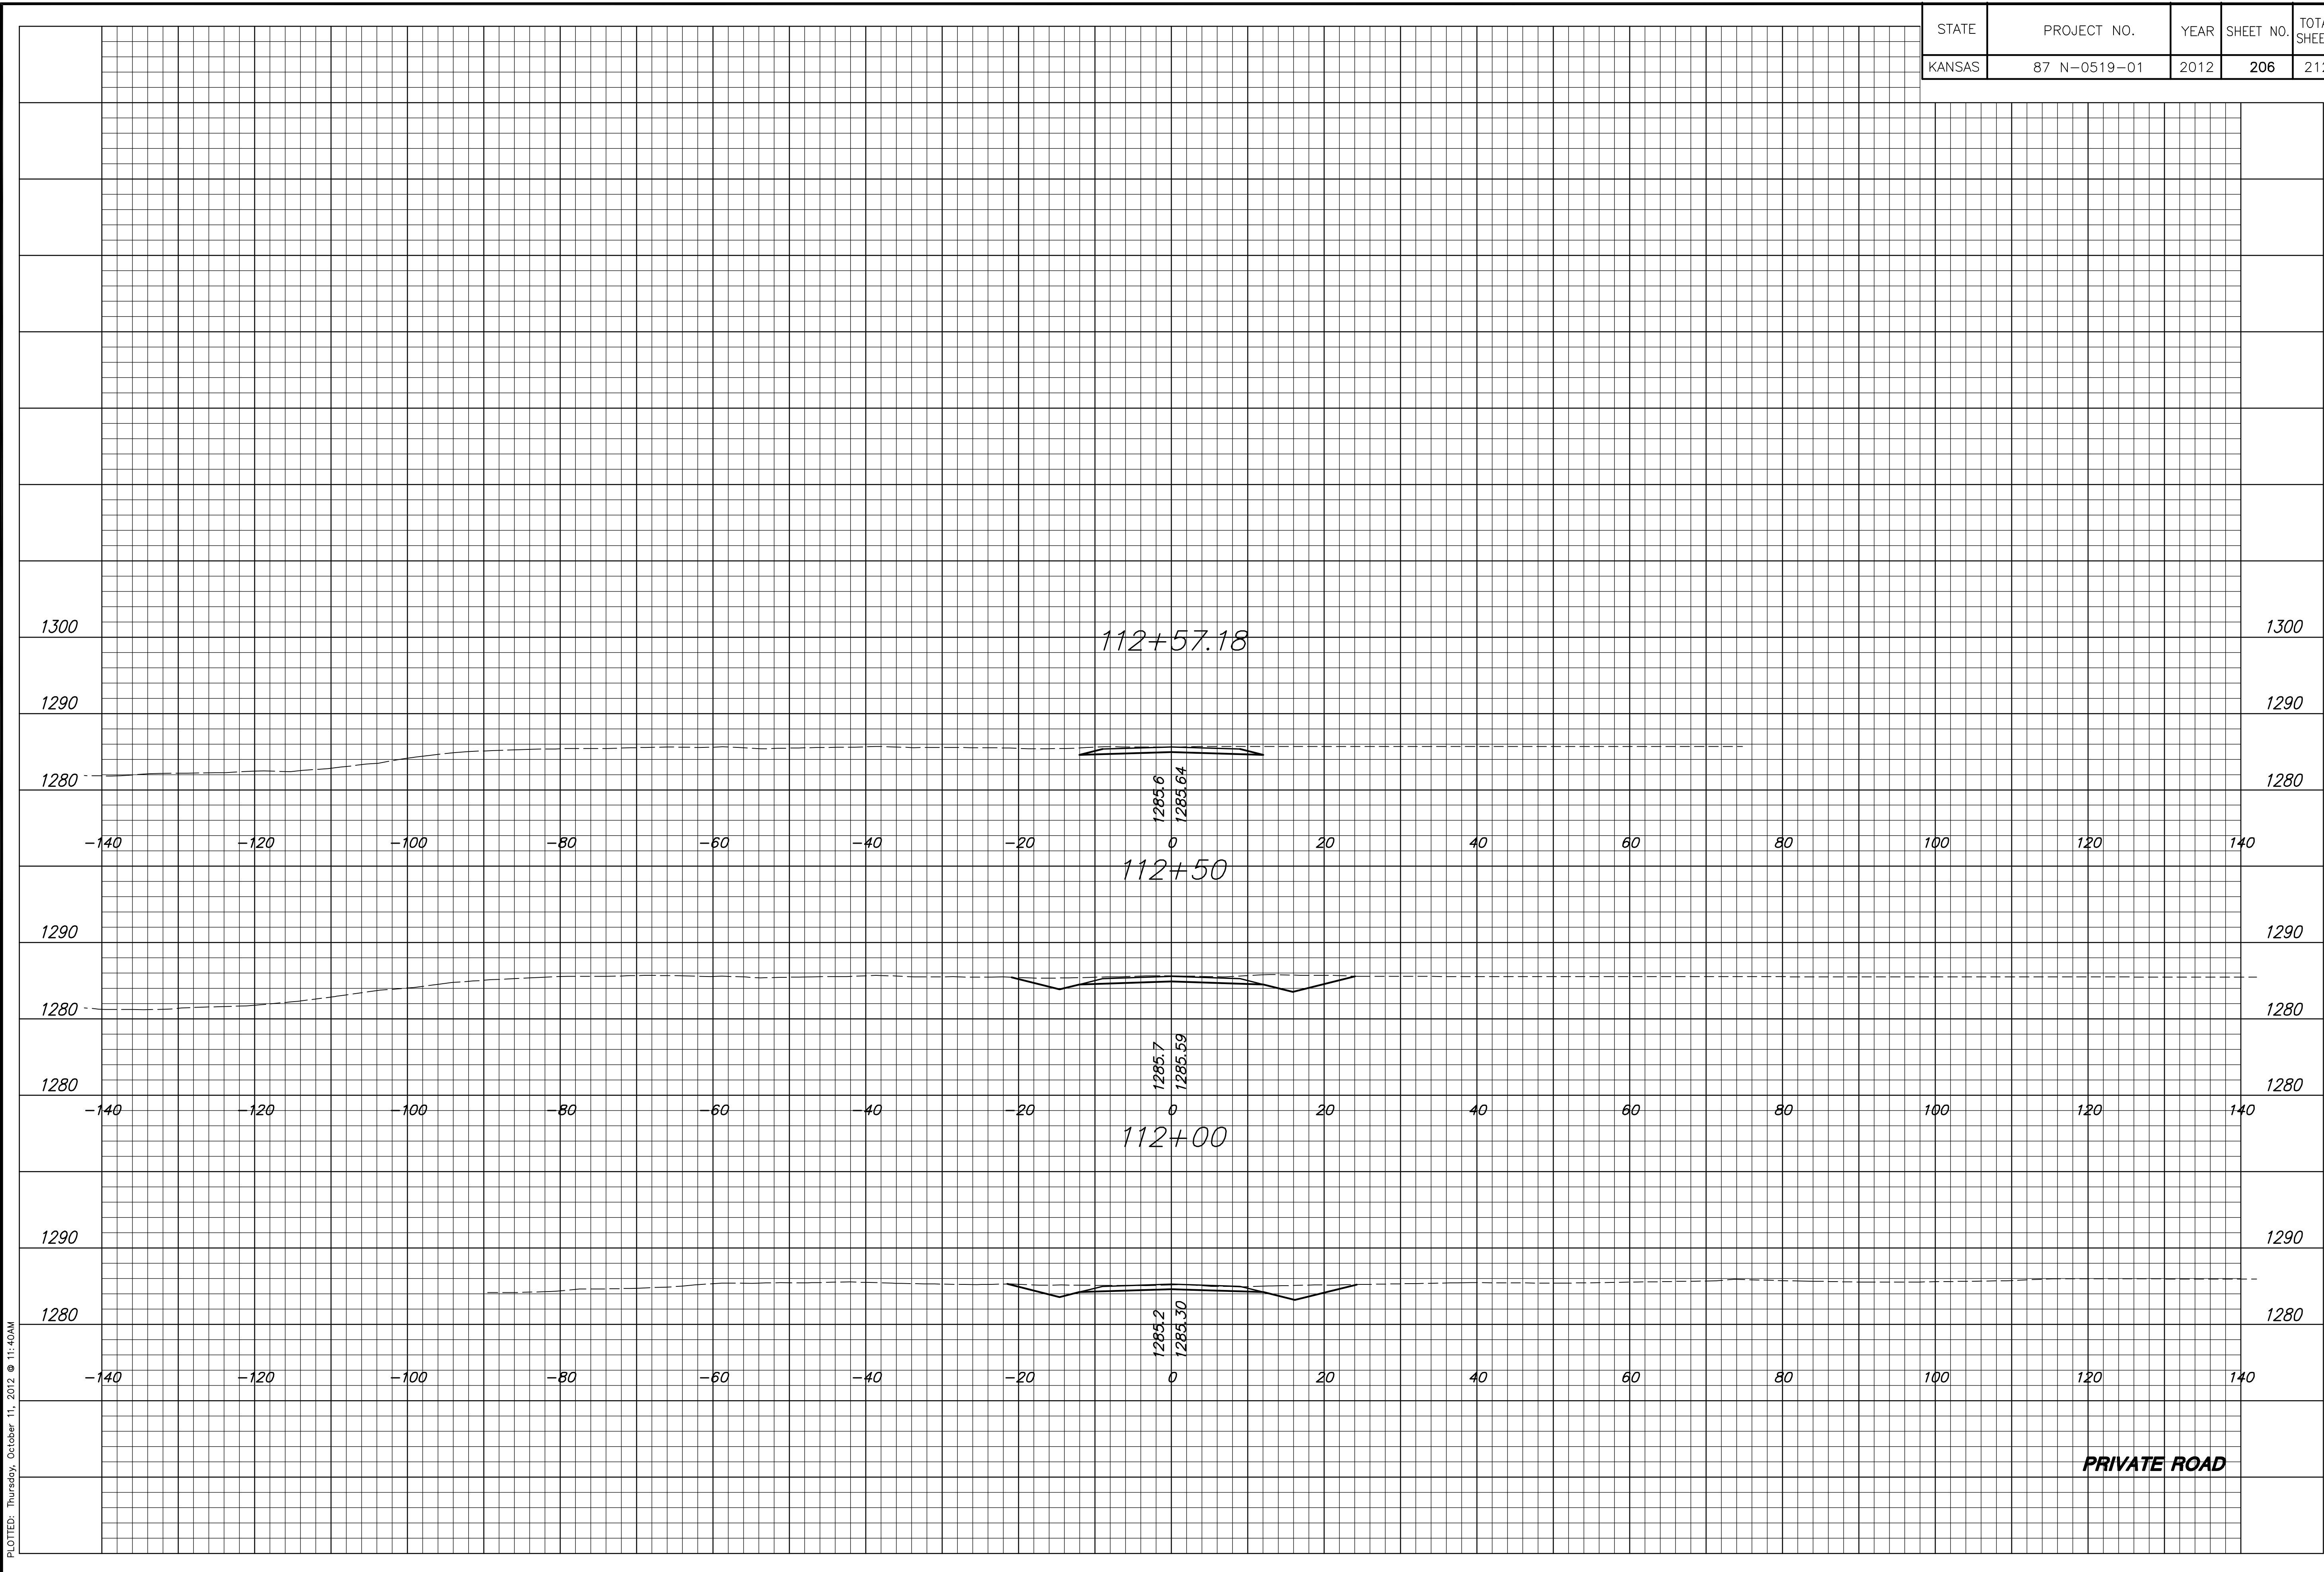 STATE PROJECT NO. YEAR SHEET NO.
KANSAS 87 N-0519-01 2012 206
1300 1300
112+57.18
1290 1290
1280 1280
1285.6
1285.64
-140 -120 -100 -80 -60 -40 -20 0 20 40 60 80 100 120 140
112+50
1290 1290
1280 1280
1285.7
1285.59
1280 1280
-140 -120 -100 -80 -60 -40 -20 0 20 40 60 80 100 120 140
112+00
1290 1290
1280 1280
1285.2
1285.30
-140 -120 -100 -80 -60 -40 -20 0 20 40 60 80 100 120 140
PRIVATE ROAD
PLOTTED: Thursday, October 11, 2012 @ 11:40AM